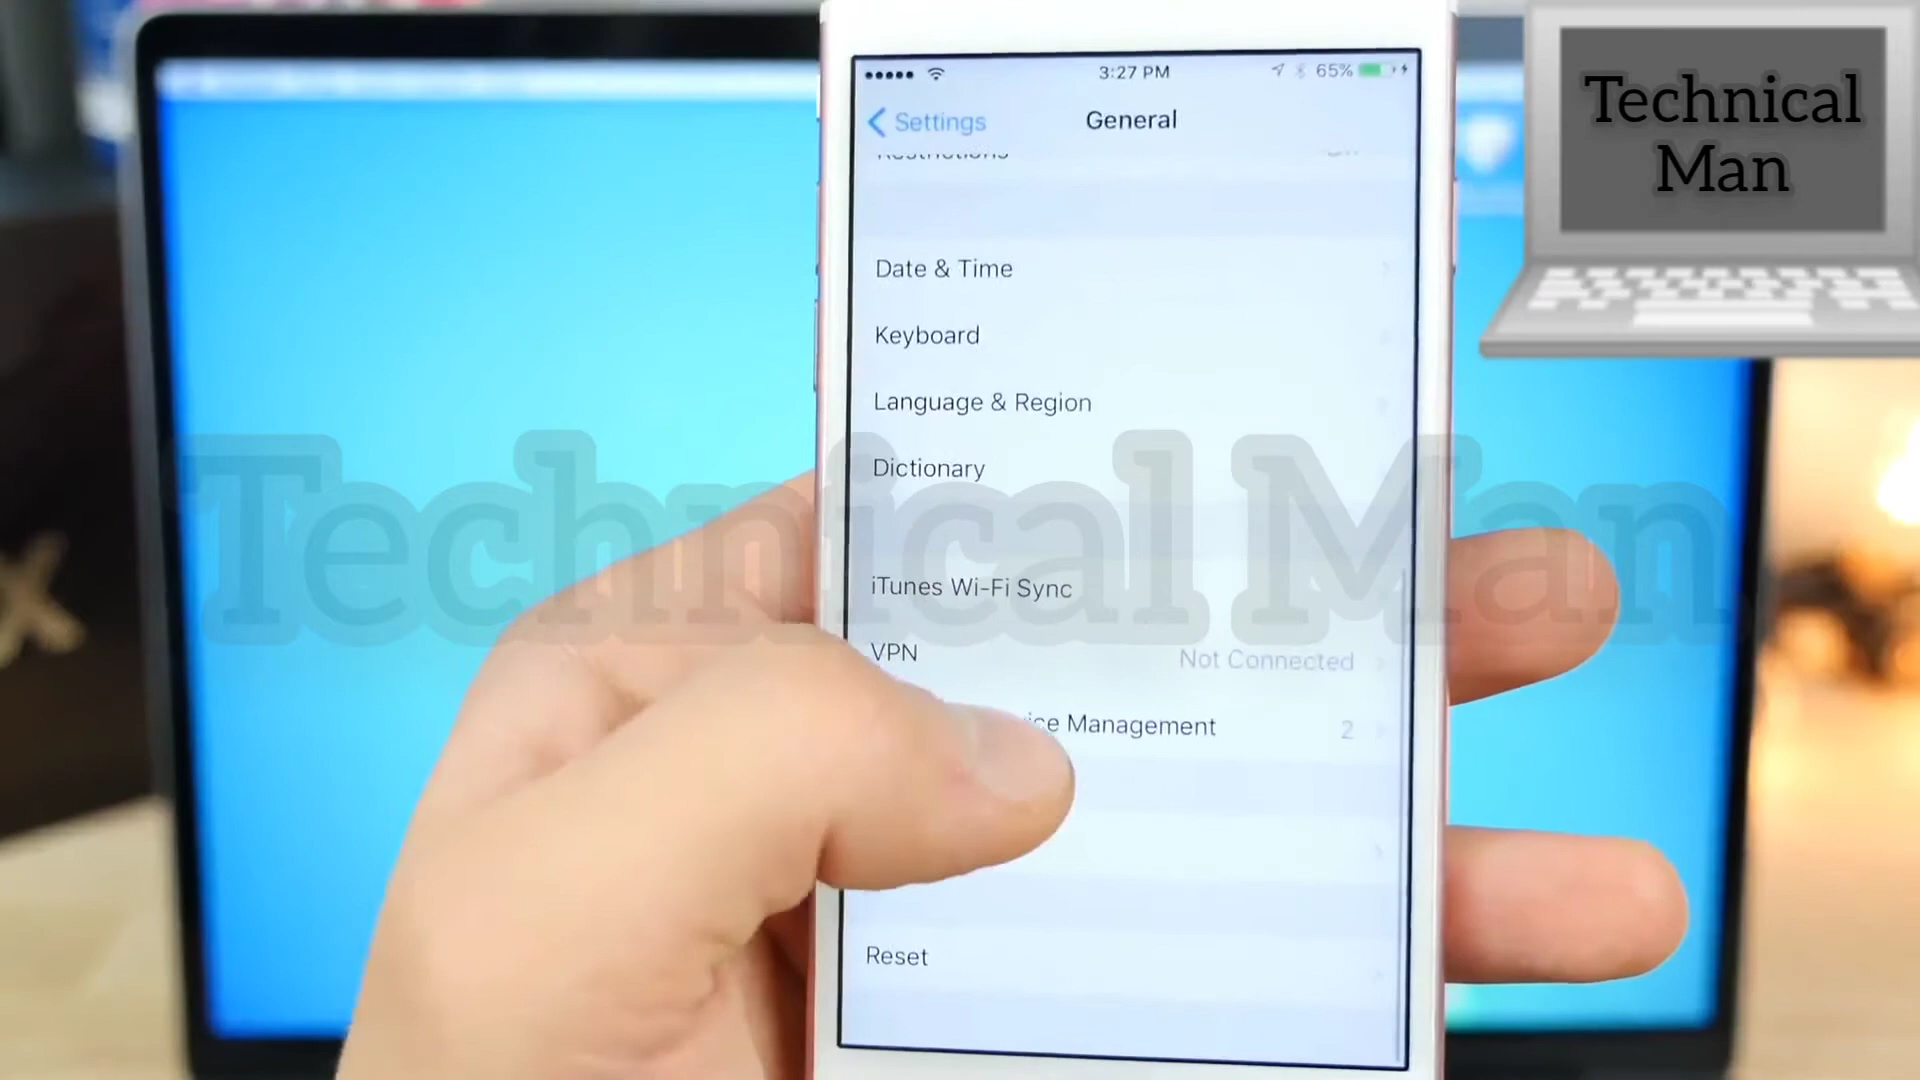 3:27 PM
65%
Settings
General
Restrictions
Date & Time
Keyboard
Language & Region
Dictionary
iTunes Wi-Fi Sync
VPN
Not Connected
Management
2
Reset
Technical
Man
Technical Man
X